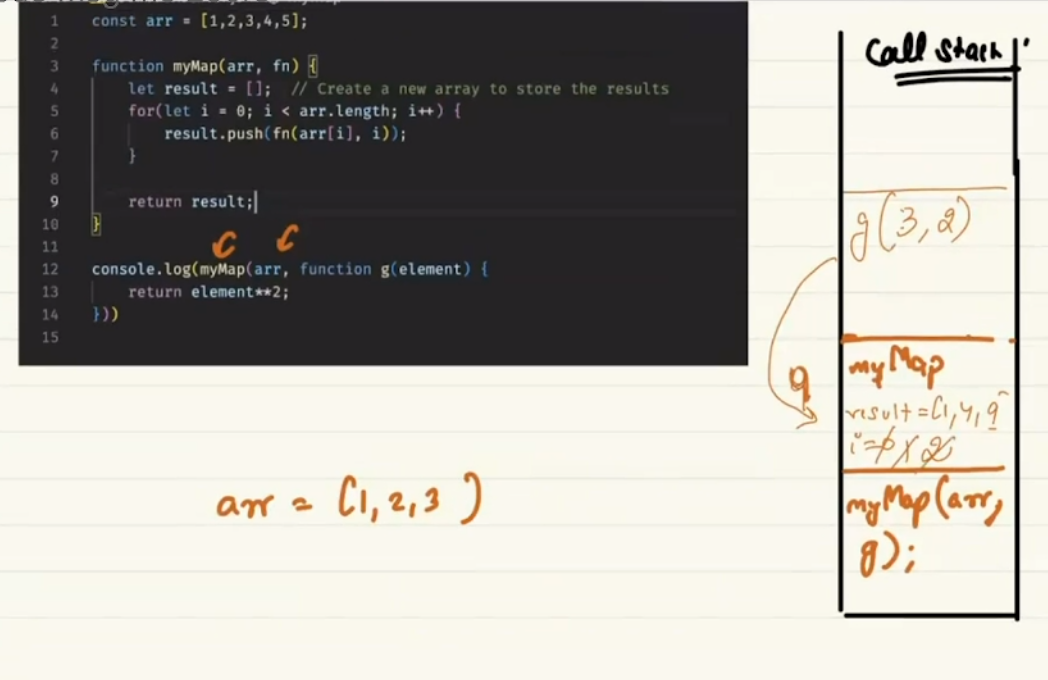 1 const arr = [1,2,3,4,5];
2
3 function myMap(arr, fn) {
4 let result = []; // Create a new array to store the results
5 for(let i = 0; i < arr.length; i++) {
6 result.push(fn(arr[i], i));
7 }
8
9 return result;
10 }
11
12 console.log(myMap(arr, function g(element) {
13 return element**2;
14 }))
15
arr = [1, 2, 3 ]
Call Stack
g(3, 2)
9
myMap
result = [1, 4, 9
i = 0 1 2
myMap(arr,
g);